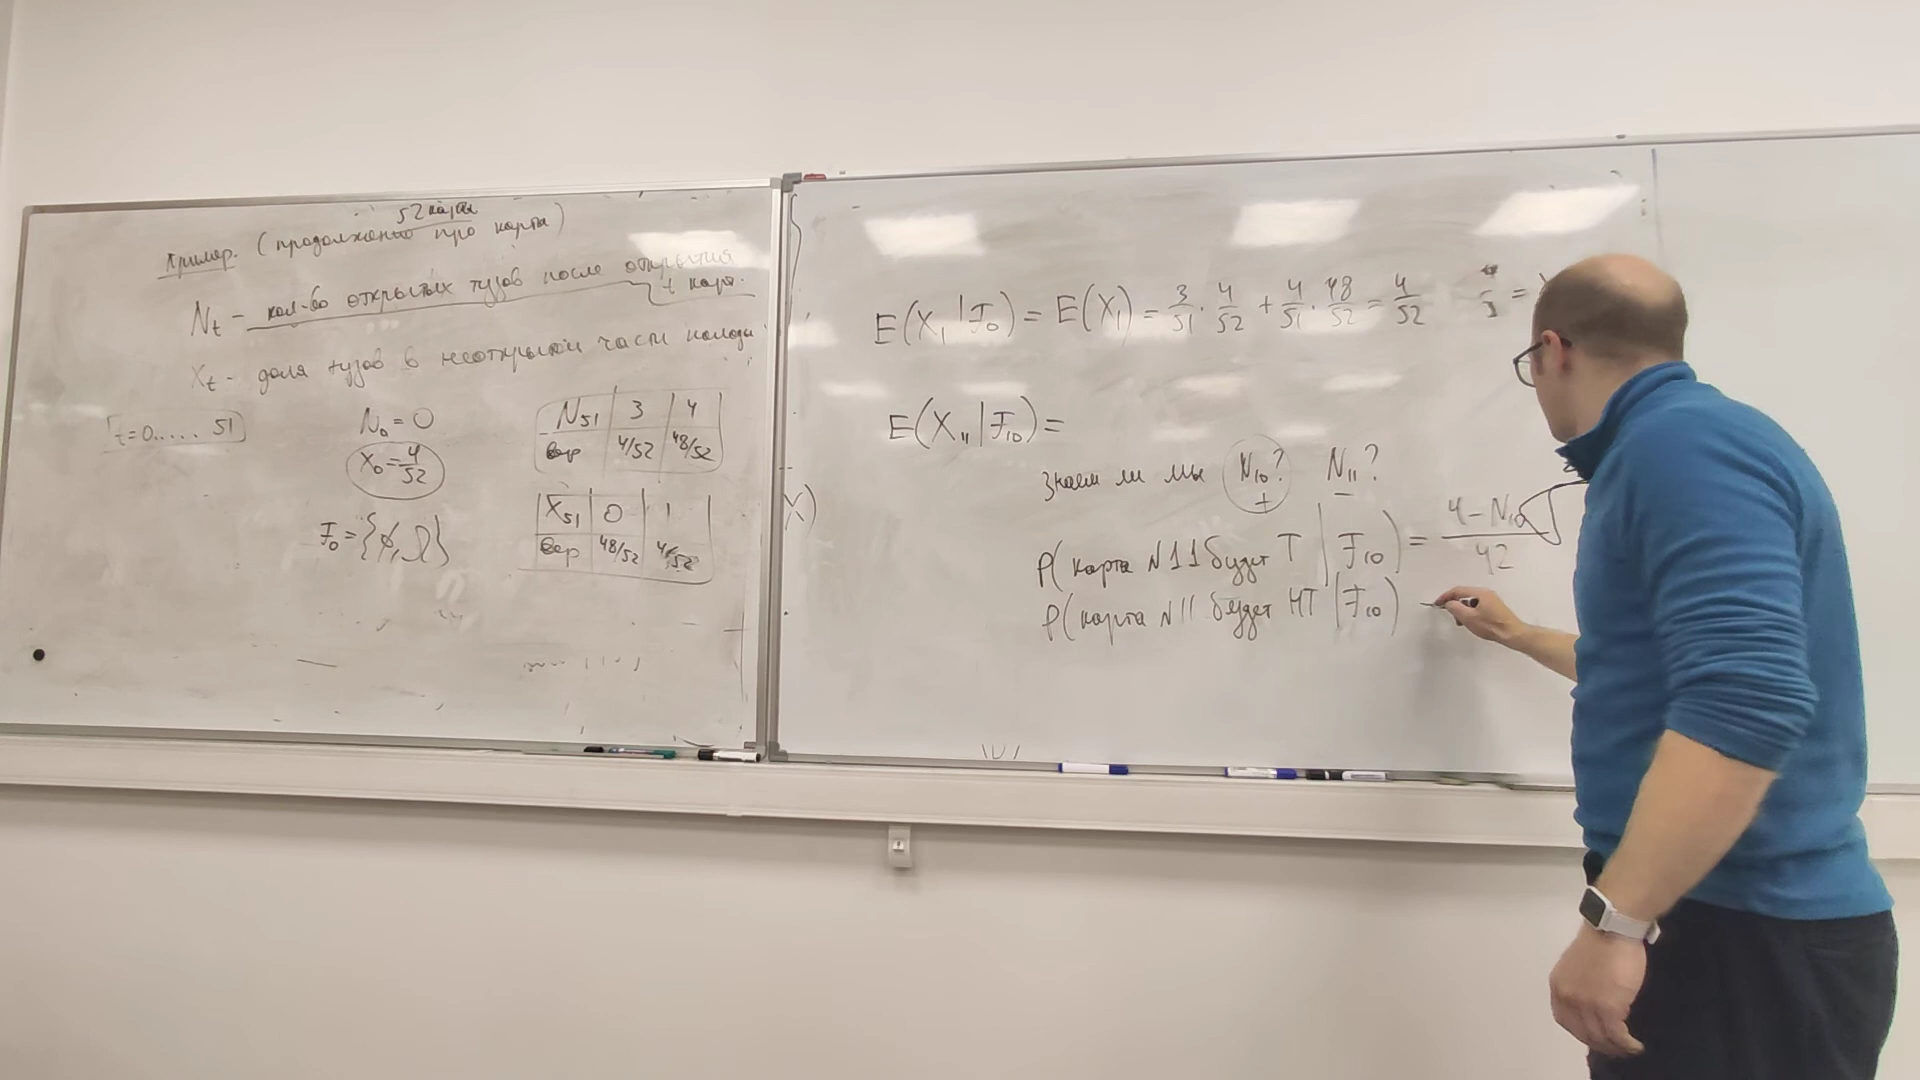 52 карты
Пример. (продолжение про карты)
N_t - кол-во открытых тузов после открытия
t карт.
X_t - доля тузов в неоткрытой части колоды
t=0.....51
N_0 = 0
X_0 = 4/52
F_0 = {∅, Ω}
N_51 | 3 | 4
вер | 4/52 | 48/52
X_51 | 0 | 1
вер | 48/52 | 4/52
E(X_1|F_0) = E(X_1) = 3/51 · 4/52 + 4/51 · 48/52 = 4/52
E(X_11|F_10) =
Знаем ли мы N_10? N_11?
+ −
P(карта N11 будет T | F_10) = (4 − N_10)/42
P(карта N11 будет HT | F_10)